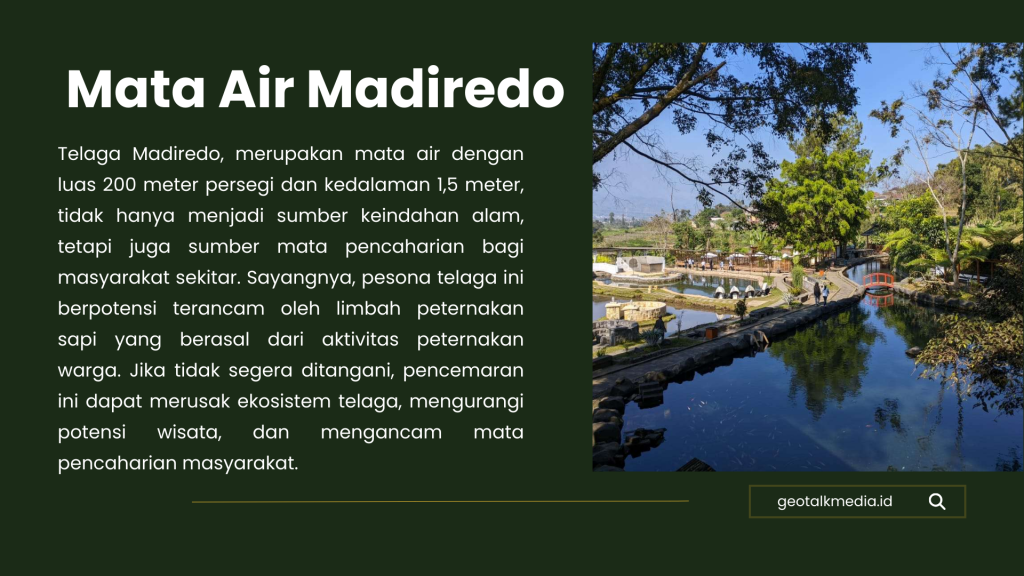 Mata Air Madiredo
Telaga Madiredo, merupakan mata air dengan
luas 200 meter persegi dan kedalaman 1,5 meter,
tidak hanya menjadi sumber keindahan alam,
tetapi juga sumber mata pencaharian bagi
masyarakat sekitar. Sayangnya, pesona telaga ini
berpotensi terancam oleh limbah peternakan
sapi yang berasal dari aktivitas peternakan
warga. Jika tidak segera ditangani, pencemaran
ini dapat merusak ekosistem telaga, mengurangi
potensi wisata, dan mengancam mata
pencaharian masyarakat.
geotalkmedia.id